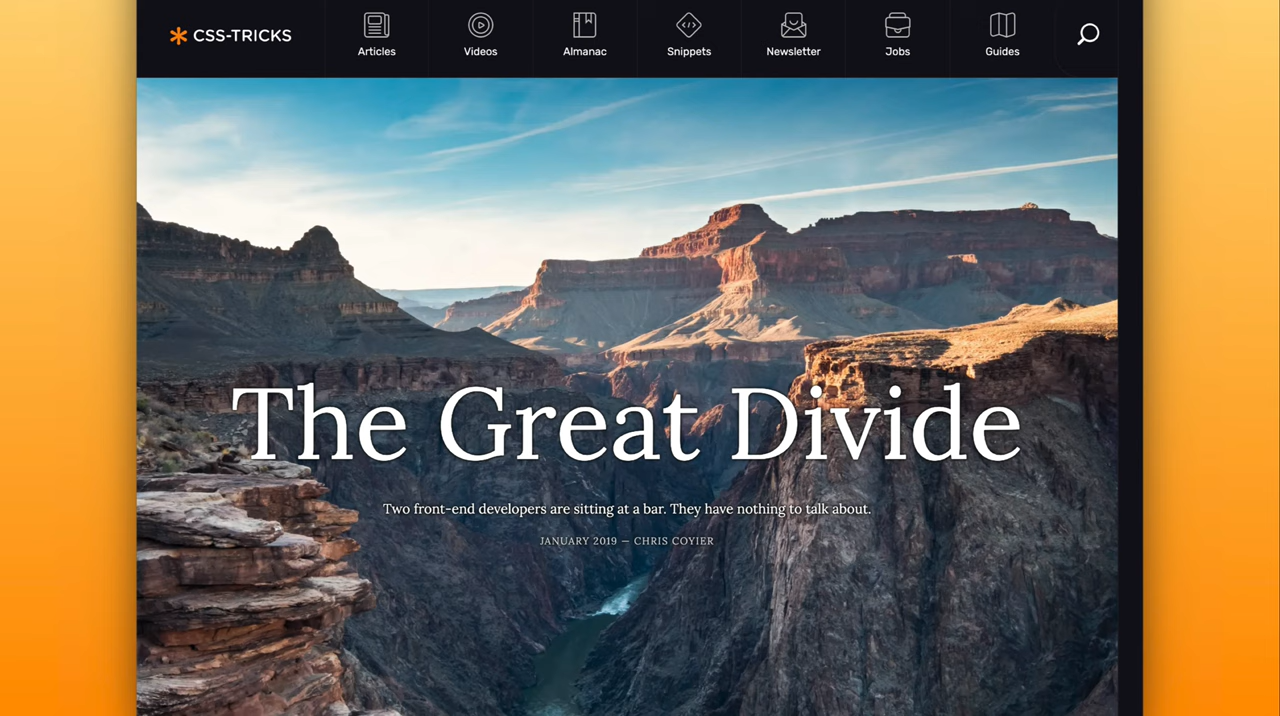 CSS-TRICKS
Articles
Videos
Almanac
Snippets
Newsletter
Jobs
Guides
The Great Divide
Two front-end developers are sitting at a bar. They have nothing to talk about.
JANUARY 2019 — CHRIS COYIER